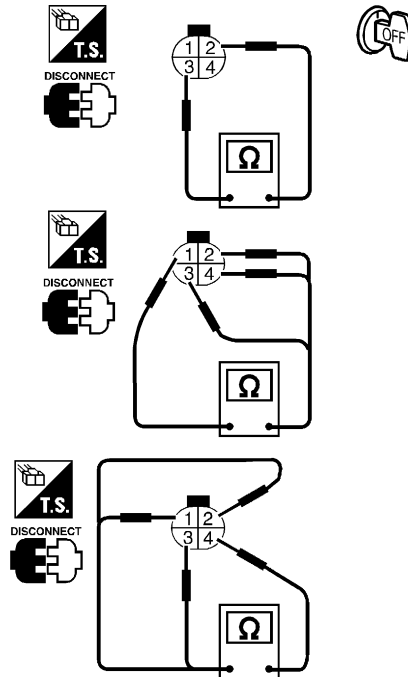 T.S.
DISCONNECT
1 2
3 4
Ω
OFF
T.S.
DISCONNECT
1 2
3 4
Ω
T.S.
DISCONNECT
1 2
3 4
Ω